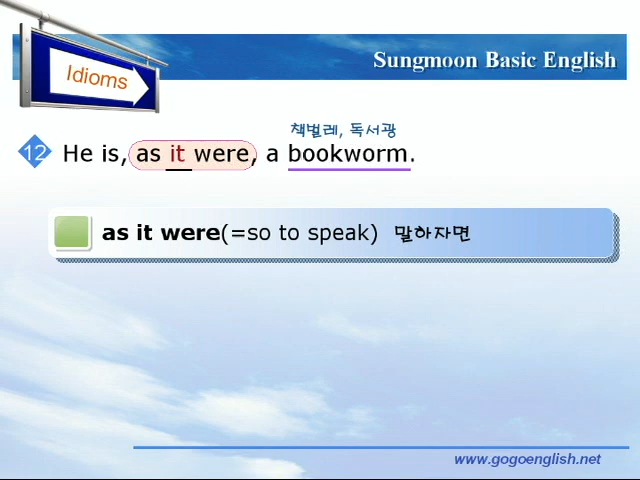 Idioms
Sungmoon Basic English
책벌레, 독서광
12 He is, as it were, a bookworm.
as it were(=so to speak) 말하자면
www.gogoenglish.net